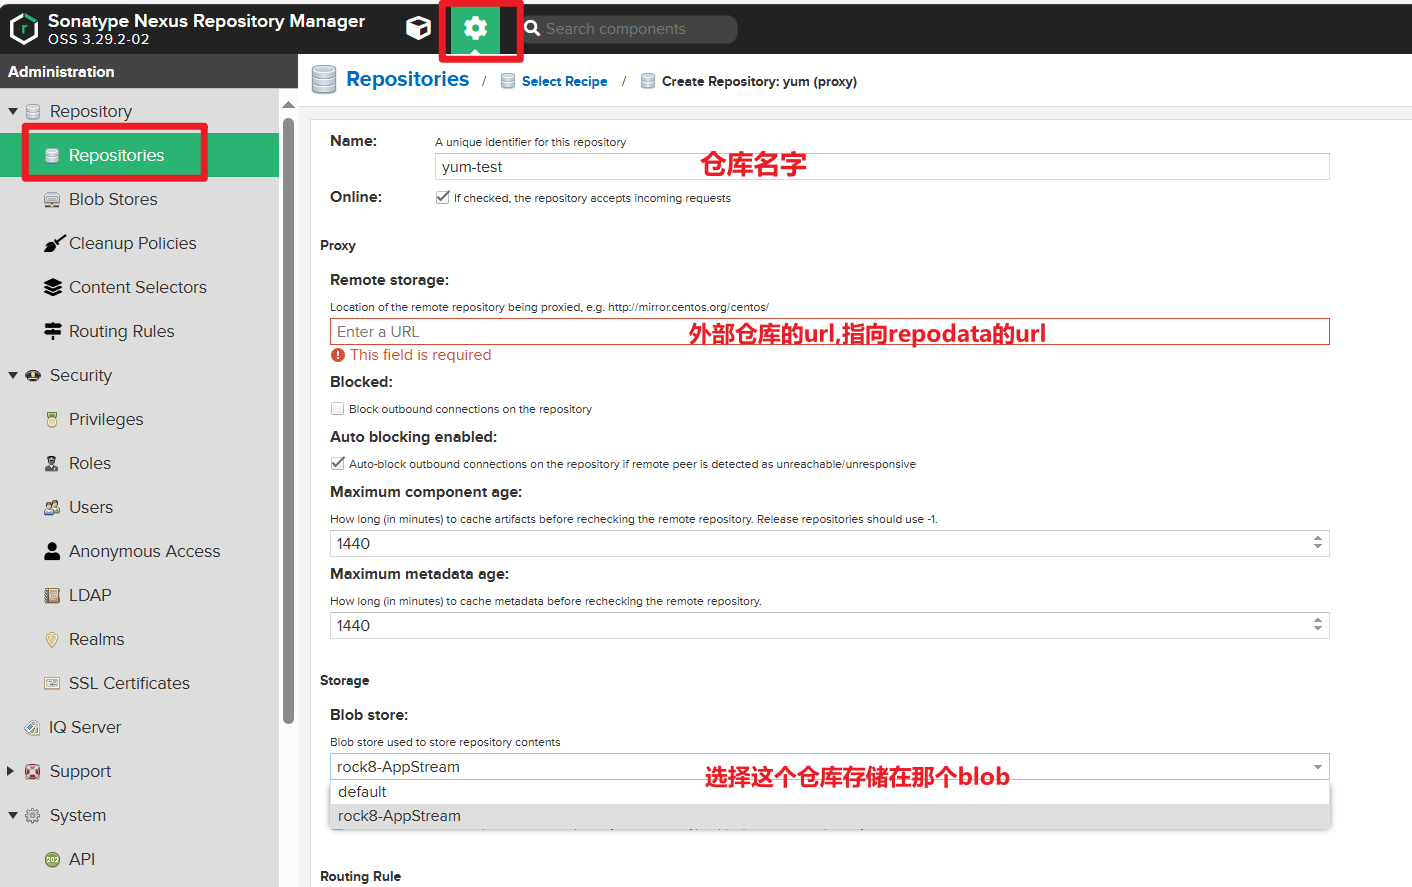 Sonatype Nexus Repository Manager
OSS 3.29.2-02
Search components
Administration
Repositories / Select Recipe / Create Repository: yum (proxy)
Repository
Repositories
Blob Stores
Cleanup Policies
Content Selectors
Routing Rules
Security
Privileges
Roles
Users
Anonymous Access
LDAP
Realms
SSL Certificates
IQ Server
Support
System
API
Name:
A unique identifier for this repository
yum-test 仓库名字
Online:
If checked, the repository accepts incoming requests
Proxy
Remote storage:
Location of the remote repository being proxied, e.g. http://mirror.centos.org/centos/
Enter a URL 外部仓库的url,指向repodata的url
This field is required
Blocked:
Block outbound connections on the repository
Auto blocking enabled:
Auto-block outbound connections on the repository if remote peer is detected as unreachable/unresponsive
Maximum component age:
How long (in minutes) to cache artifacts before rechecking the remote repository. Release repositories should use -1.
1440
Maximum metadata age:
How long (in minutes) to cache metadata before rechecking the remote repository.
1440
Storage
Blob store:
Blob store used to store repository contents
rock8-AppStream 选择这个仓库存储在那个blob
default
rock8-AppStream
Routing Rule